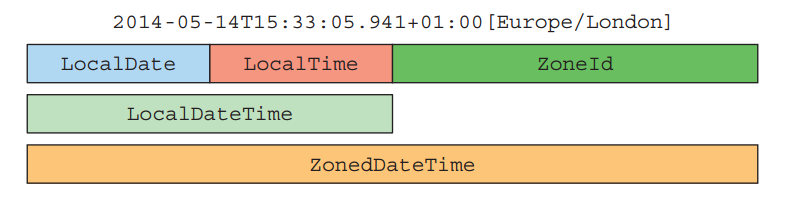 2014-05-14T15:33:05.941+01:00[Europe/London]
LocalDate LocalTime ZoneId
LocalDateTime
ZonedDateTime